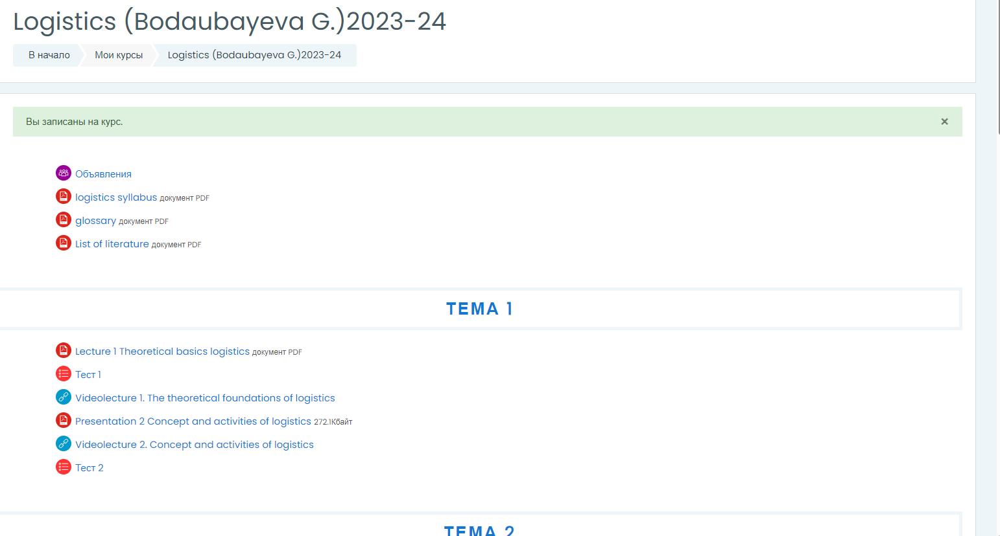 Logistics (Bodaubayeva G.)2023-24
В начало Мои курсы Logistics (Bodaubayeva G.)2023-24
Вы записаны на курс. ×
Объявления
logistics syllabus документ PDF
glossary документ PDF
List of literature документ PDF
ТЕМА 1
Lecture 1 Theoretical basics logistics документ PDF
Тест 1
Videolecture 1. The theoretical foundations of logistics
Presentation 2 Concept and activities of logistics 272.1Кбайт
Videolecture 2. Concept and activities of logistics
Тест 2
ТЕМА 2